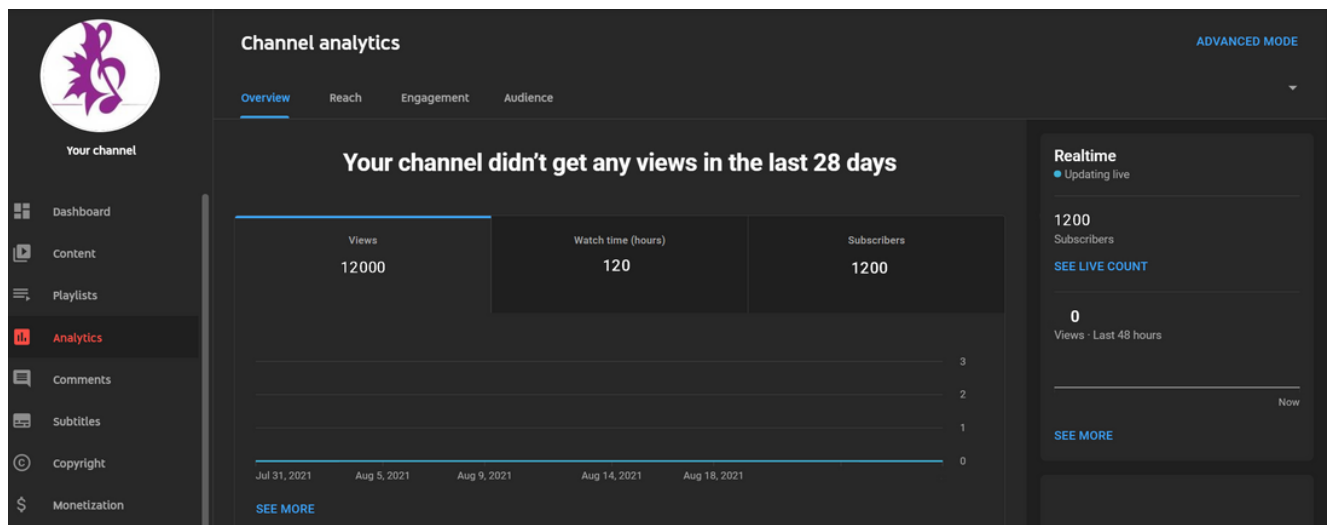 Your channel
Dashboard
Content
Playlists
Analytics
Comments
Subtitles
Copyright
Monetization
Channel analytics
ADVANCED MODE
Overview Reach Engagement Audience
Your channel didn't get any views in the last 28 days
Views
12000
Watch time (hours)
120
Subscribers
1200
3
2
1
0
Jul 31, 2021 Aug 5, 2021 Aug 9, 2021 Aug 14, 2021 Aug 18, 2021
SEE MORE
Realtime
Updating live
1200
Subscribers
SEE LIVE COUNT
0
Views · Last 48 hours
Now
SEE MORE